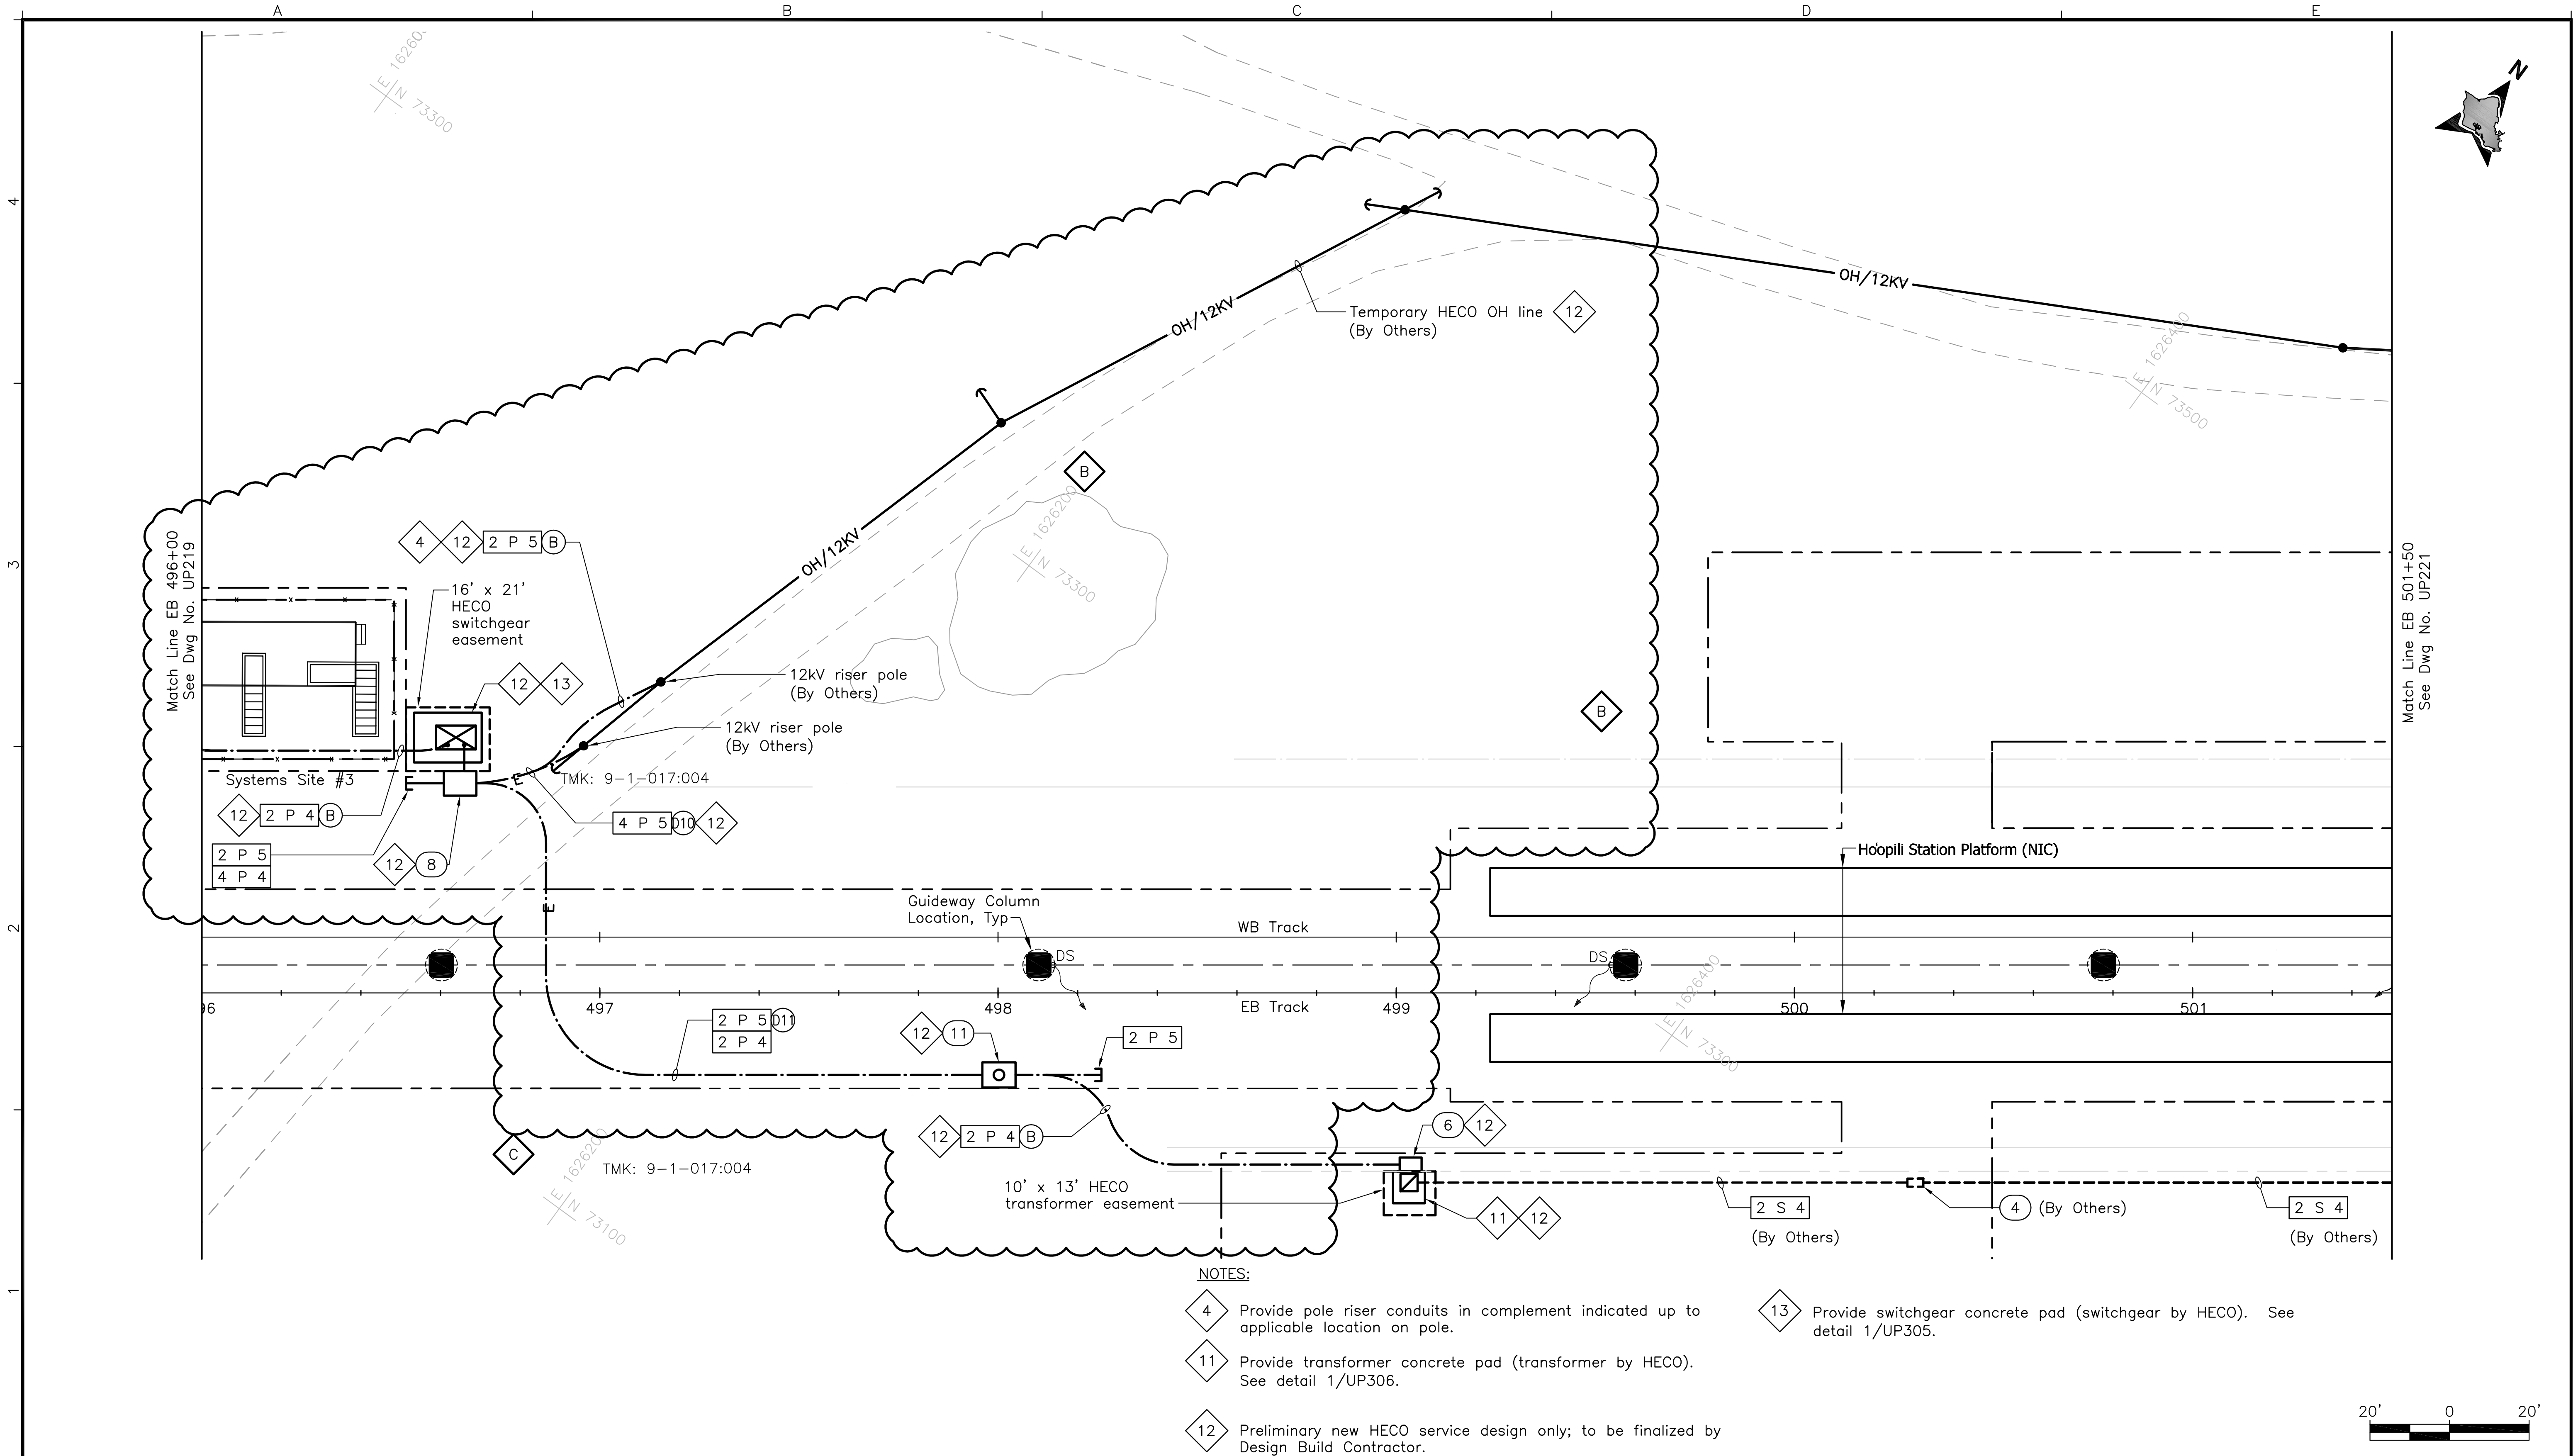 A
B
C
D
E
4
3
2
1
N
E 1626400
N 73500
N 73300
Temporary HECO OH line
(By Others)
12
OH/12KV
OH/12KV
OH/12KV
B
E 1626200
N 73300
B
Match Line EB 496+00
See Dwg No. UP219
Match Line EB 501+50
See Dwg No. UP221
4
12
2 P 5
B
16' x 21'
HECO
switchgear
easement
12
13
12kV riser pole
(By Others)
12kV riser pole
(By Others)
E
TMK: 9-1-017:004
Systems Site #3
12
2 P 4
B
4 P 5
D10
12
2 P 5
4 P 4
12
8
Ho'opili Station Platform (NIC)
Guideway Column
Location, Typ
WB Track
DS
DS
E 1626400
N 73300
96
497
498
EB Track
499
500
501
2 P 5
D11
2 P 4
12
11
2 P 5
12
2 P 4
B
6
12
C
TMK: 9-1-017:004
E 1626200
N 73100
10' x 13' HECO
transformer easement
11
12
2 S 4
(By Others)
4
(By Others)
2 S 4
(By Others)
NOTES:
4
Provide pole riser conduits in complement indicated up to
applicable location on pole.
11
Provide transformer concrete pad (transformer by HECO).
See detail 1/UP306.
12
Preliminary new HECO service design only; to be finalized by
Design Build Contractor.
13
Provide switchgear concrete pad (switchgear by HECO). See
detail 1/UP305.
20' 0 20'